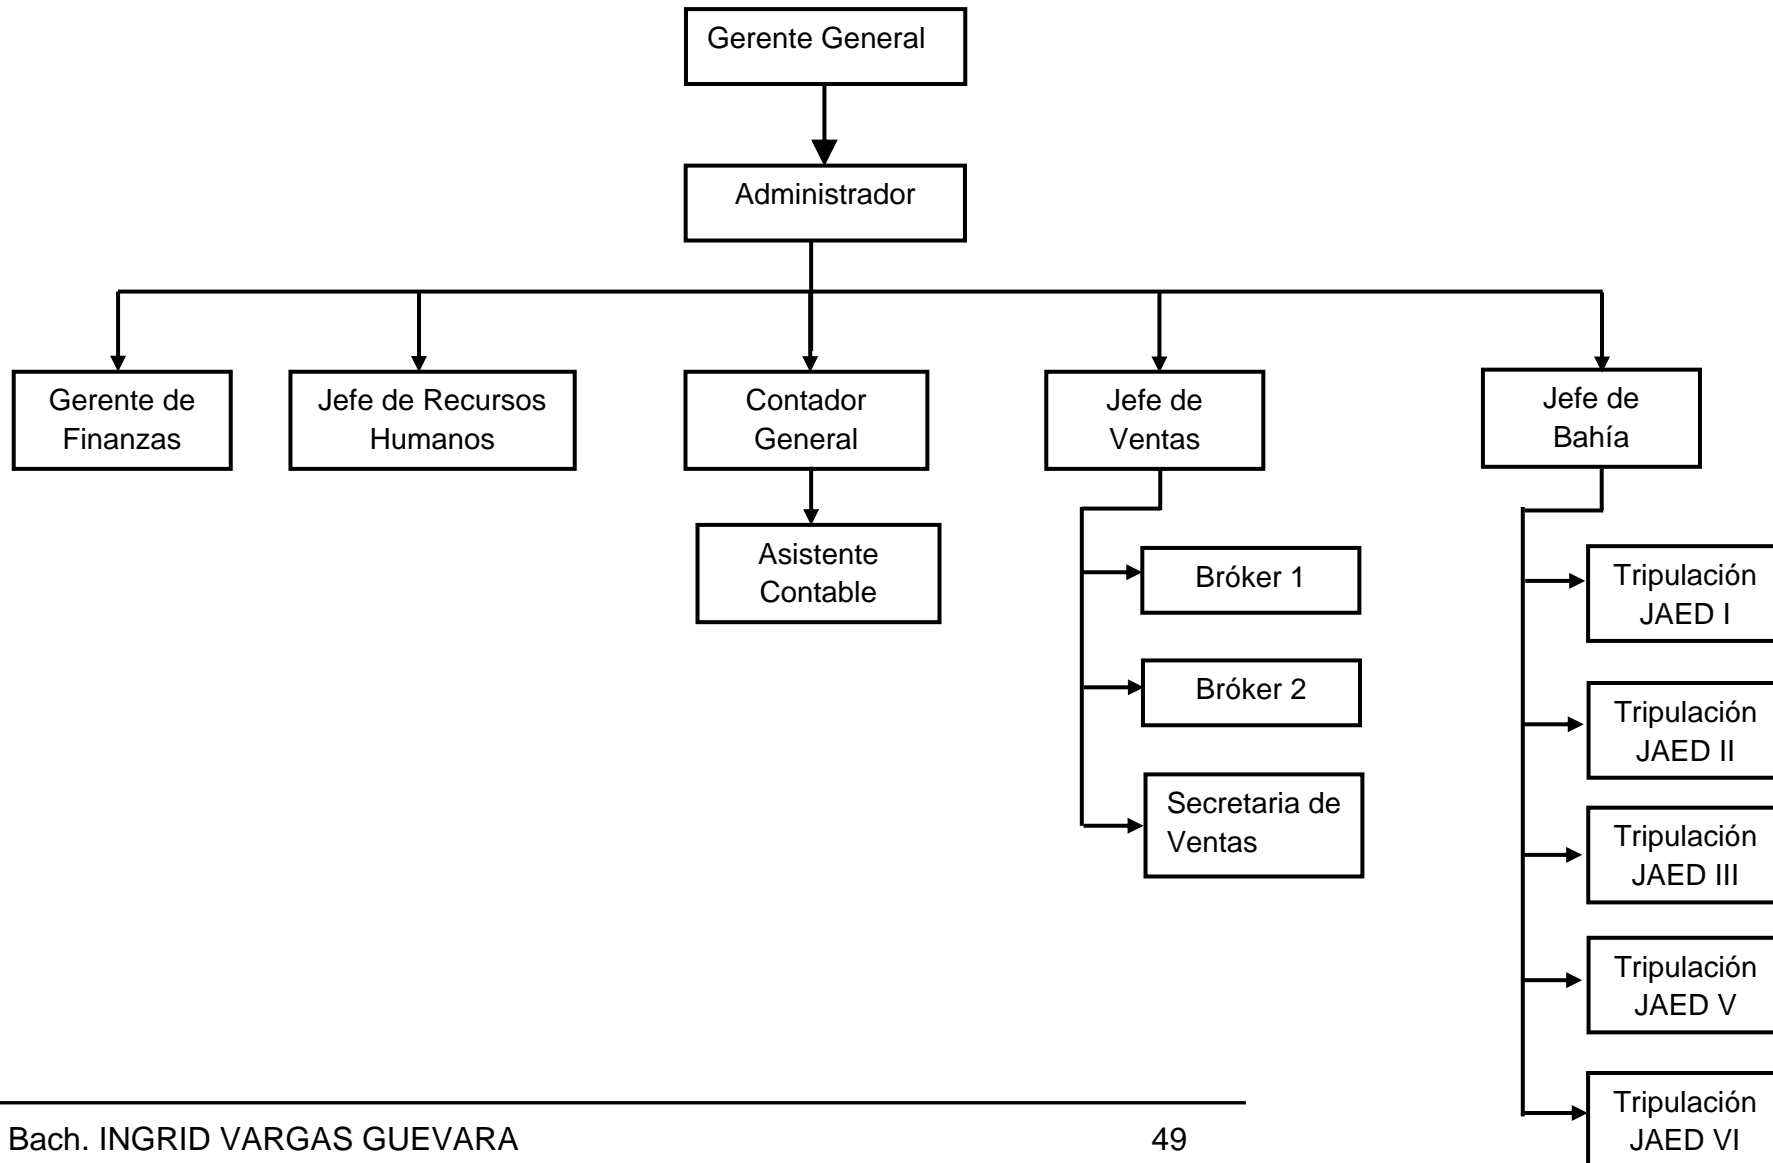 Gerente General
Administrador
Gerente de
Finanzas
Jefe de Recursos
Humanos
Contador
General
Jefe de
Ventas
Jefe de
Bahía
Asistente
Contable
Bróker 1
Bróker 2
Secretaria de
Ventas
Tripulación
JAED I
Tripulación
JAED II
Tripulación
JAED III
Tripulación
JAED V
Tripulación
JAED VI
Bach. INGRID VARGAS GUEVARA 49